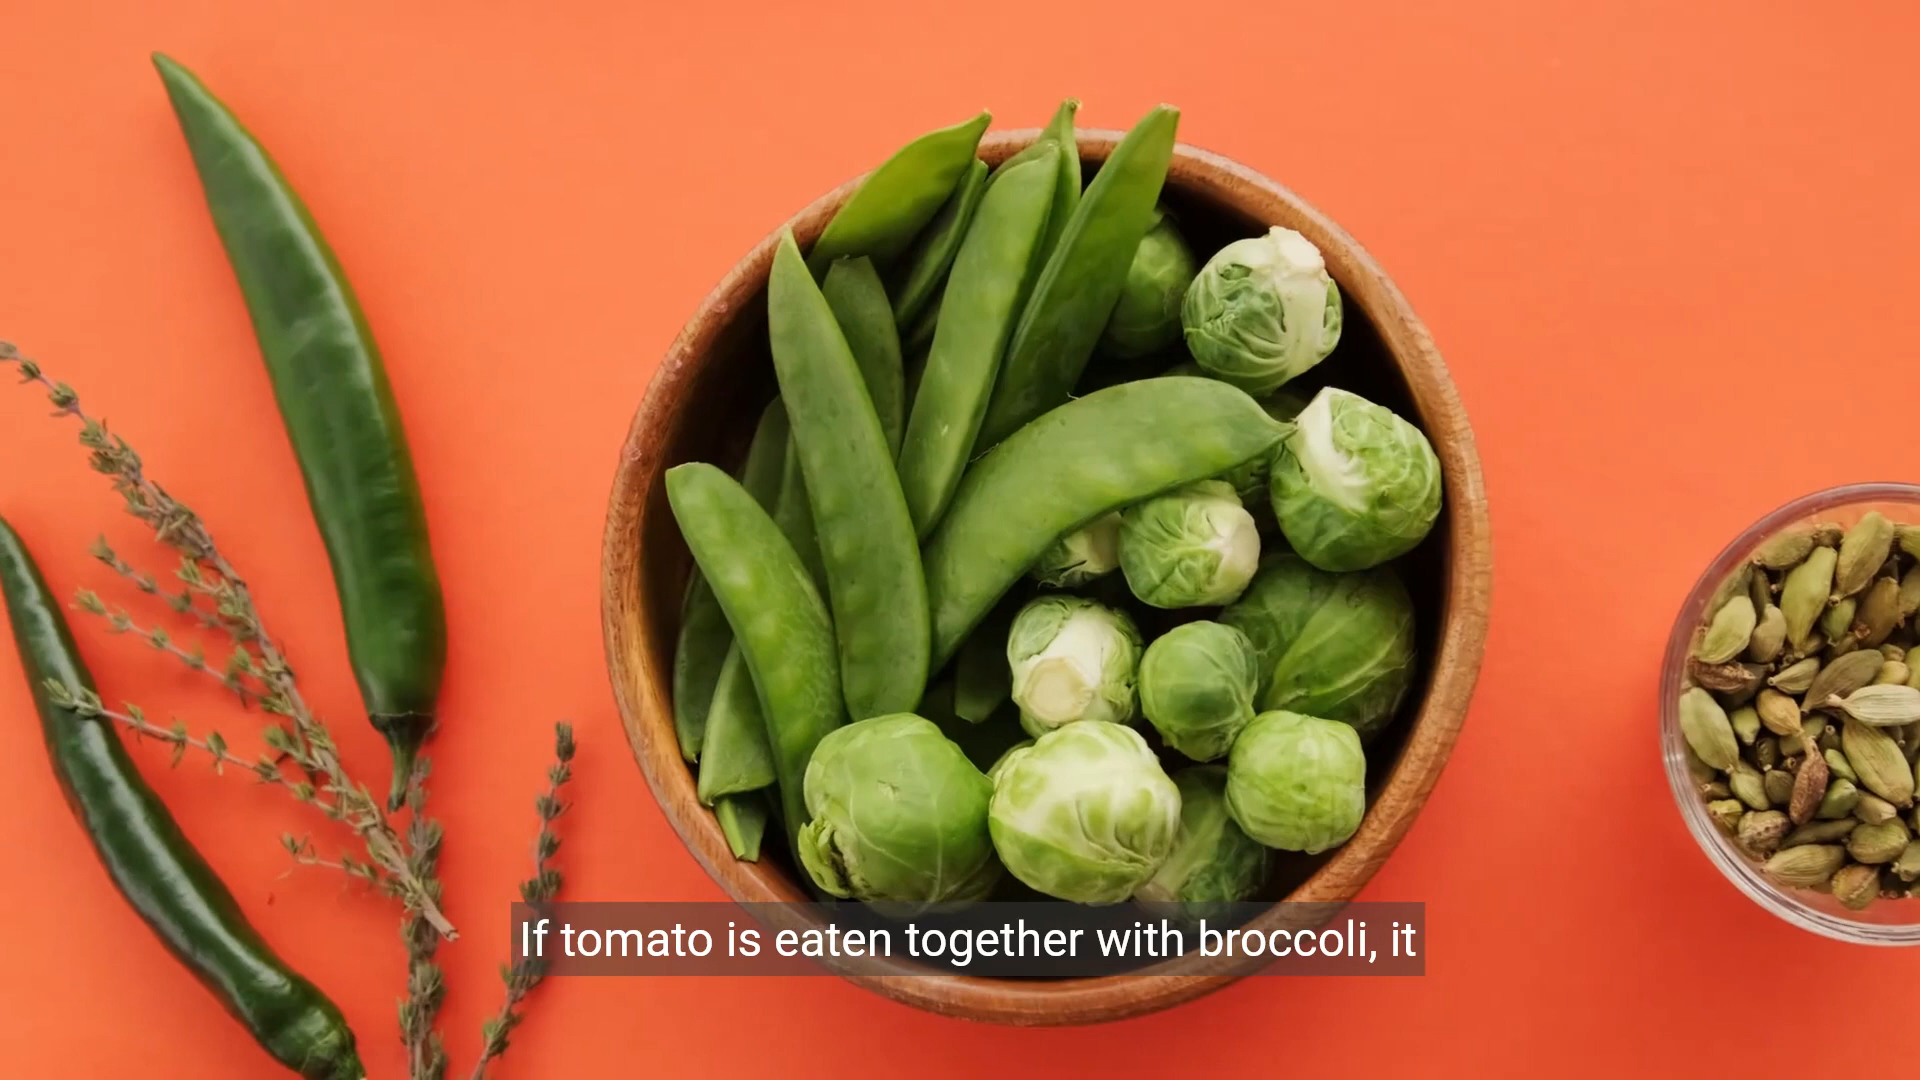 If tomato is eaten together with broccoli, it